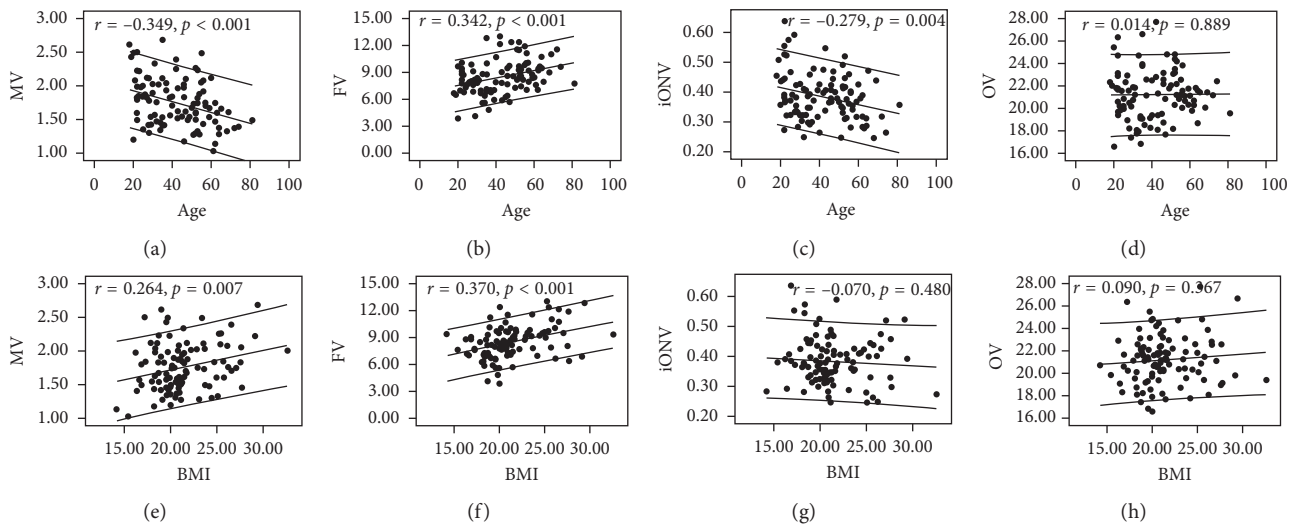 r = –0.349, p < 0.001
MV
3.00
2.50
2.00
1.50
1.00
0 20 40 60 80 100
Age
(a)
r = 0.342, p < 0.001
FV
15.00
12.00
9.00
6.00
3.00
0.00
0 20 40 60 80 100
Age
(b)
r = –0.279, p = 0.004
iONV
0.60
0.50
0.40
0.30
0.20
0 20 40 60 80 100
Age
(c)
r = 0.014, p = 0.889
OV
28.00
26.00
24.00
22.00
20.00
18.00
16.00
0 20 40 60 80 100
Age
(d)
r = 0.264, p = 0.007
MV
3.00
2.50
2.00
1.50
1.00
15.00 20.00 25.00 30.00
BMI
(e)
r = 0.370, p < 0.001
FV
15.00
12.00
9.00
6.00
3.00
0.00
15.00 20.00 25.00 30.00
BMI
(f)
r = –0.070, p = 0.480
iONV
0.60
0.50
0.40
0.30
0.20
15.00 20.00 25.00 30.00
BMI
(g)
r = 0.090, p = 0.367
OV
28.00
26.00
24.00
22.00
20.00
18.00
16.00
15.00 20.00 25.00 30.00
BMI
(h)